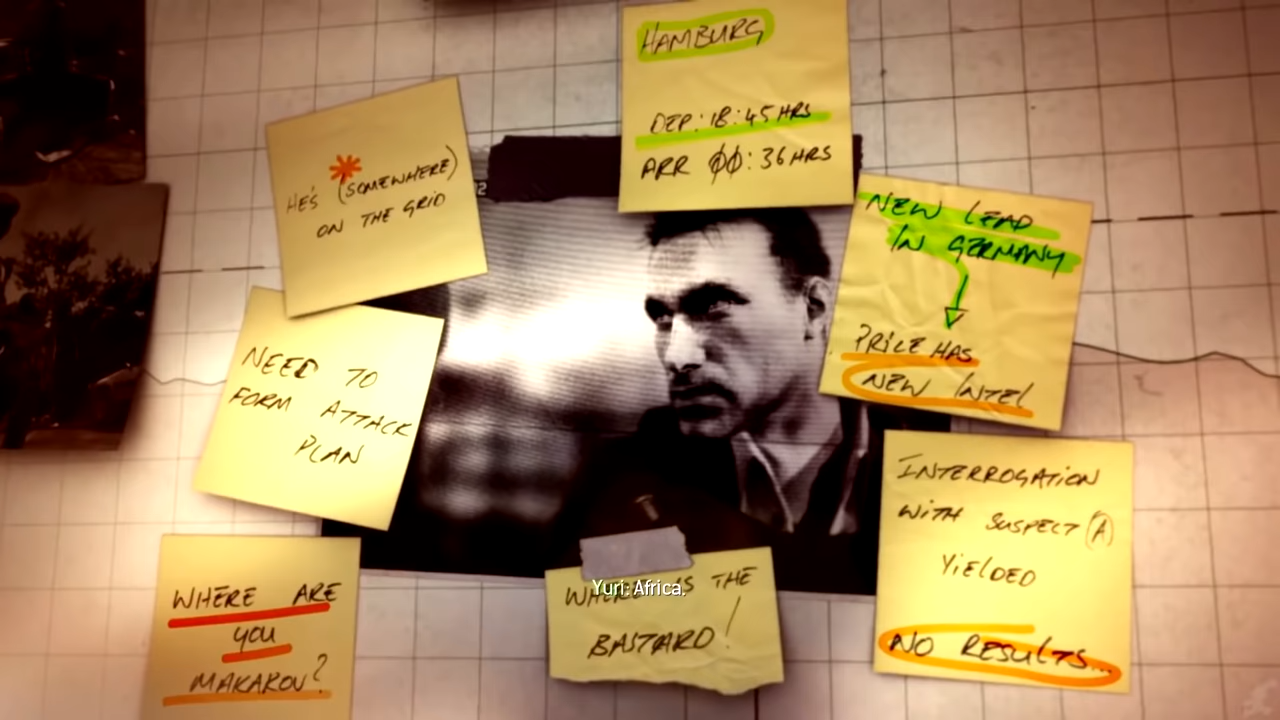 HAMBURG
DEP: 18:45 HRS
ARR 00:36 HRS
HE'S (SOMEWHERE)
ON THE GRID
NEW LEAD
IN GERMANY
PRICE HAS
NEW INTEL
NEED TO
FORM ATTACK
PLAN
INTERROGATION
WITH SUSPECT (A)
YIELDED
NO RESULTS...
WHERE ARE
YOU
MAKAROV?
WHERE IS THE
BASTARD!
Yuri: Africa.